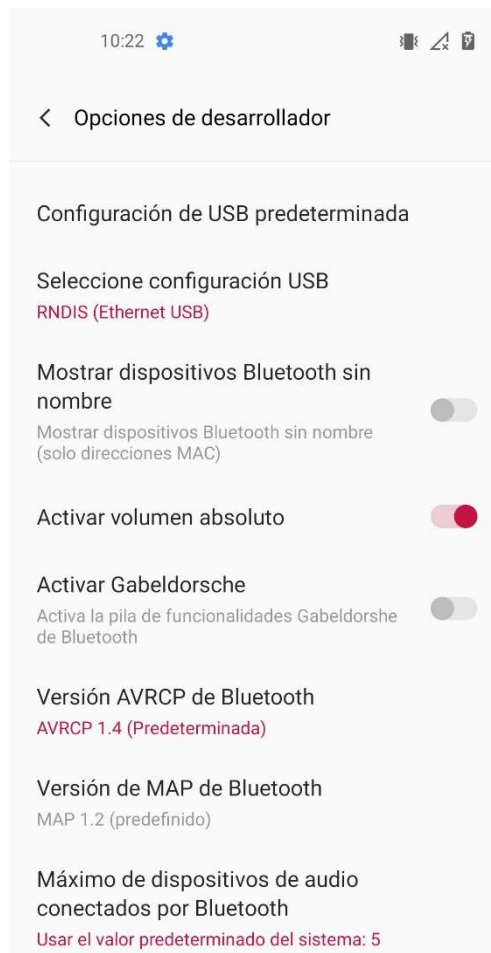 10:22
Opciones de desarrollador
Configuración de USB predeterminada
Seleccione configuración USB
RNDIS (Ethernet USB)
Mostrar dispositivos Bluetooth sin
nombre
Mostrar dispositivos Bluetooth sin nombre
(solo direcciones MAC)
Activar volumen absoluto
Activar Gabeldorsche
Activa la pila de funcionalidades Gabeldorshe
de Bluetooth
Versión AVRCP de Bluetooth
AVRCP 1.4 (Predeterminada)
Versión de MAP de Bluetooth
MAP 1.2 (predefinido)
Máximo de dispositivos de audio
conectados por Bluetooth
Usar el valor predeterminado del sistema: 5